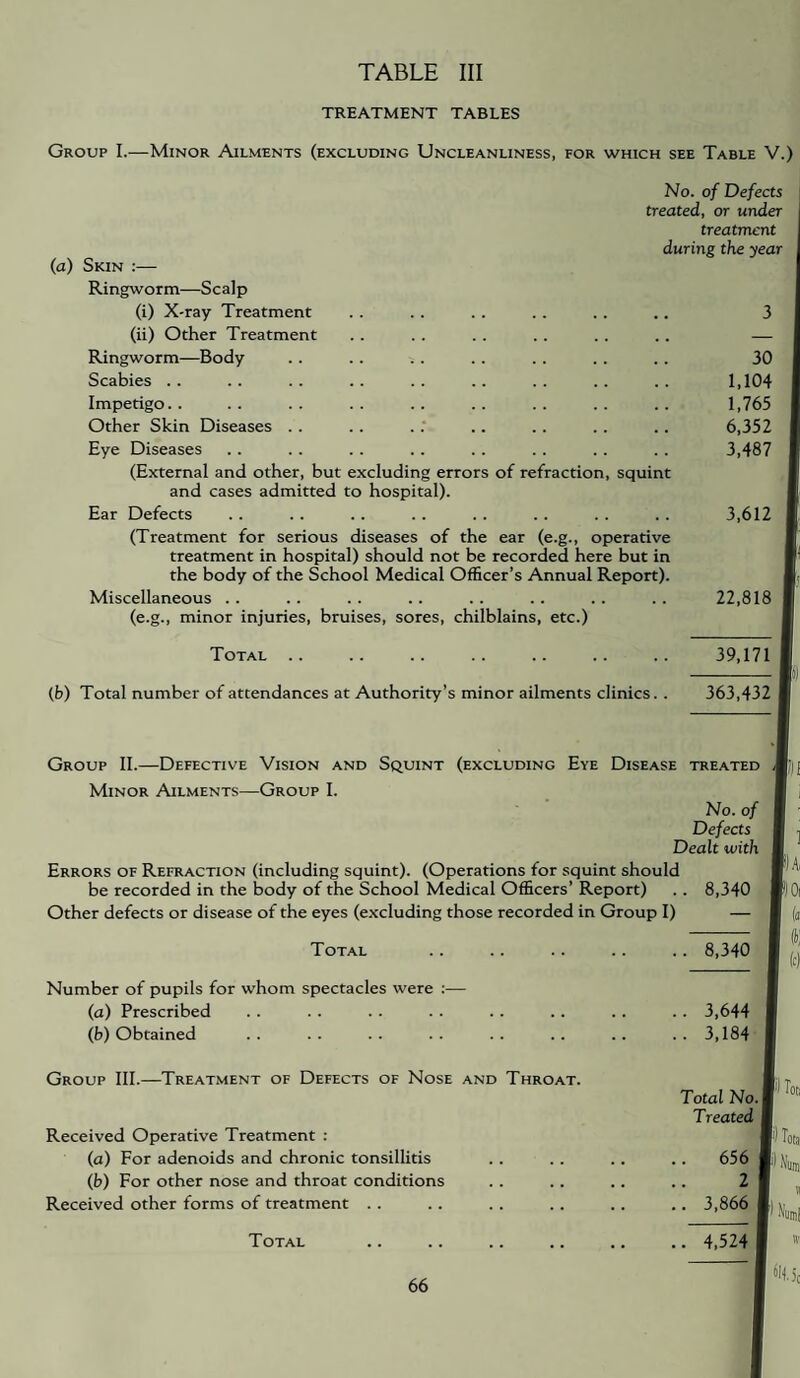 TABLE III
TREATMENT TABLES
GROUP I.—MINOR AILMENTS (EXCLUDING UNCLEANLINESS, FOR WHICH SEE TABLE V.)
No. of Defects
treated, or under
treatment
during the year
(a) SKIN :—
Ringworm—Scalp
(i) X-ray Treatment .. .. .. .. .. .. 3
(ii) Other Treatment .. .. .. .. .. .. —
Ringworm—Body .. .. .. .. .. .. .. 30
Scabies .. .. .. .. .. .. .. .. .. 1,104
Impetigo.. .. .. .. .. .. .. .. .. 1,765
Other Skin Diseases .. .. .. .. .. .. .. 6,352
Eye Diseases .. .. .. .. .. .. .. .. 3,487
(External and other, but excluding errors of refraction, squint
and cases admitted to hospital).
Ear Defects .. .. .. .. .. .. .. .. 3,612
(Treatment for serious diseases of the ear (e.g., operative
treatment in hospital) should not be recorded here but in
the body of the School Medical Officer's Annual Report).
Miscellaneous .. .. .. .. .. .. .. .. 22,818
(e.g., minor injuries, bruises, sores, chilblains, etc.)
TOTAL .. .. .. .. .. .. .. 39,171
(b) Total number of attendances at Authority's minor ailments clinics. . 363,432
GROUP II.—DEFECTIVE VISION AND SQUINT (EXCLUDING EYE DISEASE TREATED
MINOR AILMENTS—GROUP I.
No. of
Defects
Dealt with
ERRORS OF REFRACTION (including squint). (Operations for squint should
be recorded in the body of the School Medical Officers' Report) .. 8,340
Other defects or disease of the eyes (excluding those recorded in Group I) —
TOTAL .. .. .. .. .. 8,340
Number of pupils for whom spectacles were :—
(a) Prescribed .. .. .. .. .. .. .. .. 3,644
(b) Obtained .. .. .. .. .. .. .. .. 3,184
GROUP III.—TREATMENT OF DEFECTS OF NOSE AND THROAT.
Total No.
Treated
Received Operative Treatment :
(a) For adenoids and chronic tonsillitis .. .. .. .. 656
(b) For other nose and throat conditions .. .. .. .. 2
Received other forms of treatment .. .. .. .. .. .. 3,866
TOTAL .. .. .. .. .. .. 4,524
66